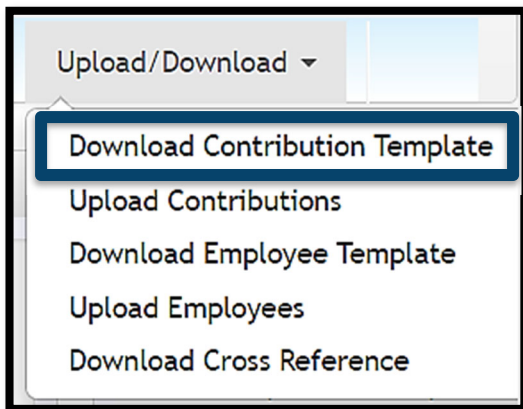 Upload/Download
Download Contribution Template
Upload Contributions
Download Employee Template
Upload Employees
Download Cross Reference